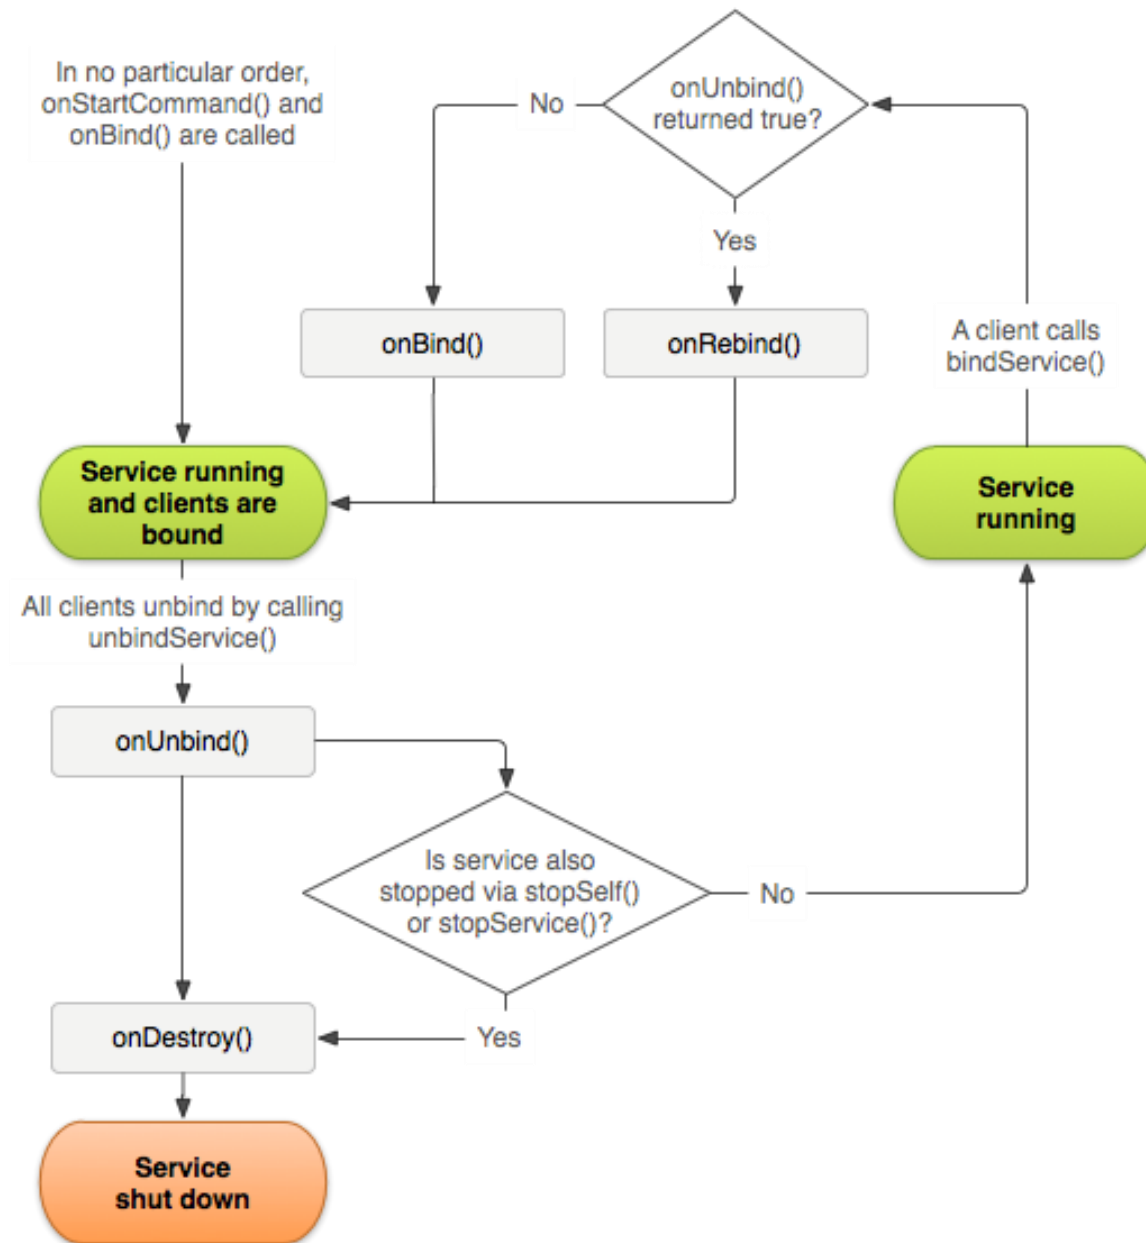 In no particular order,
onStartCommand() and
onBind() are called
onUnbind()
returned true?
No
Yes
onBind()
onRebind()
A client calls
bindService()
Service running
and clients are
bound
Service
running
All clients unbind by calling
unbindService()
onUnbind()
Is service also
stopped via stopSelf()
or stopService()?
No
Yes
onDestroy()
Service
shut down